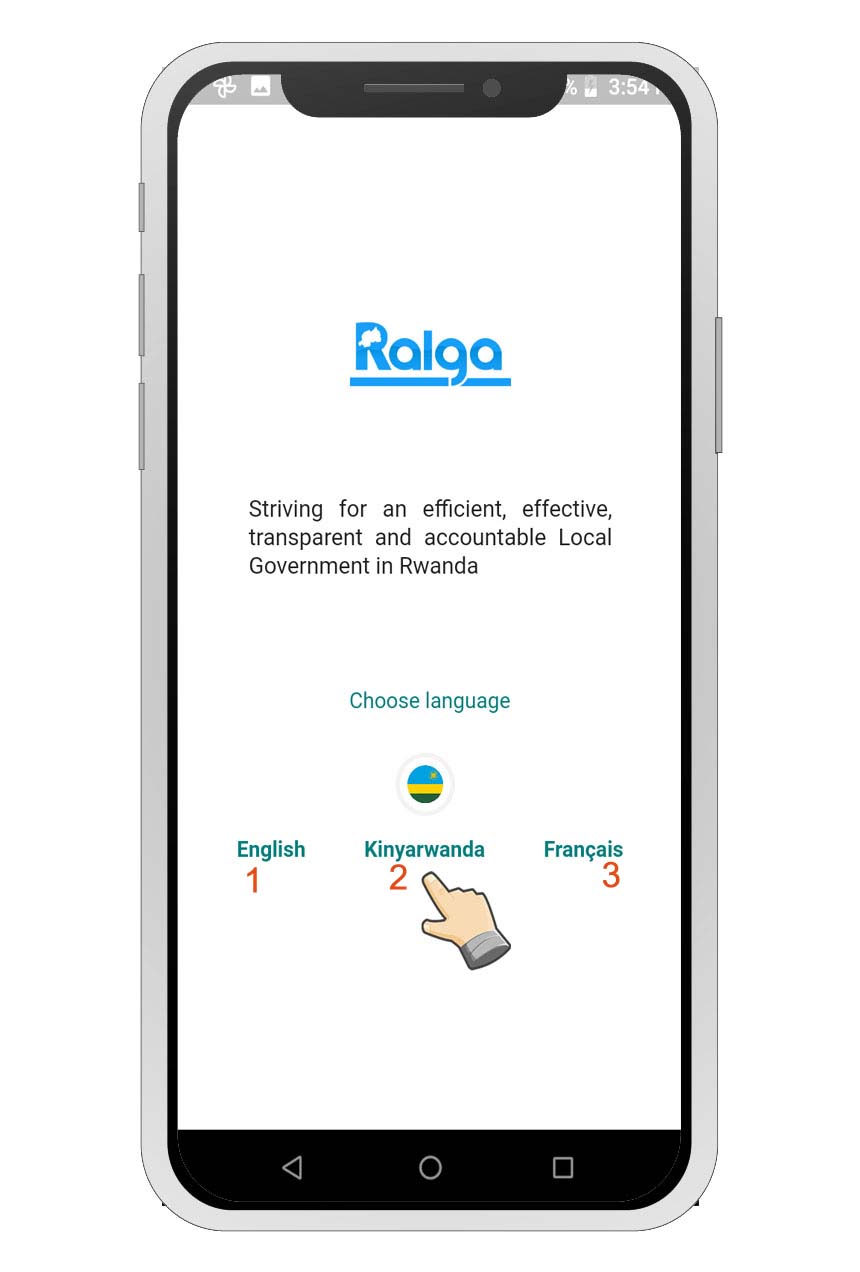 % 3:54
Ralga
Striving for an efficient, effective,
transparent and accountable Local
Government in Rwanda
Choose language
English Kinyarwanda Français
1 2 3